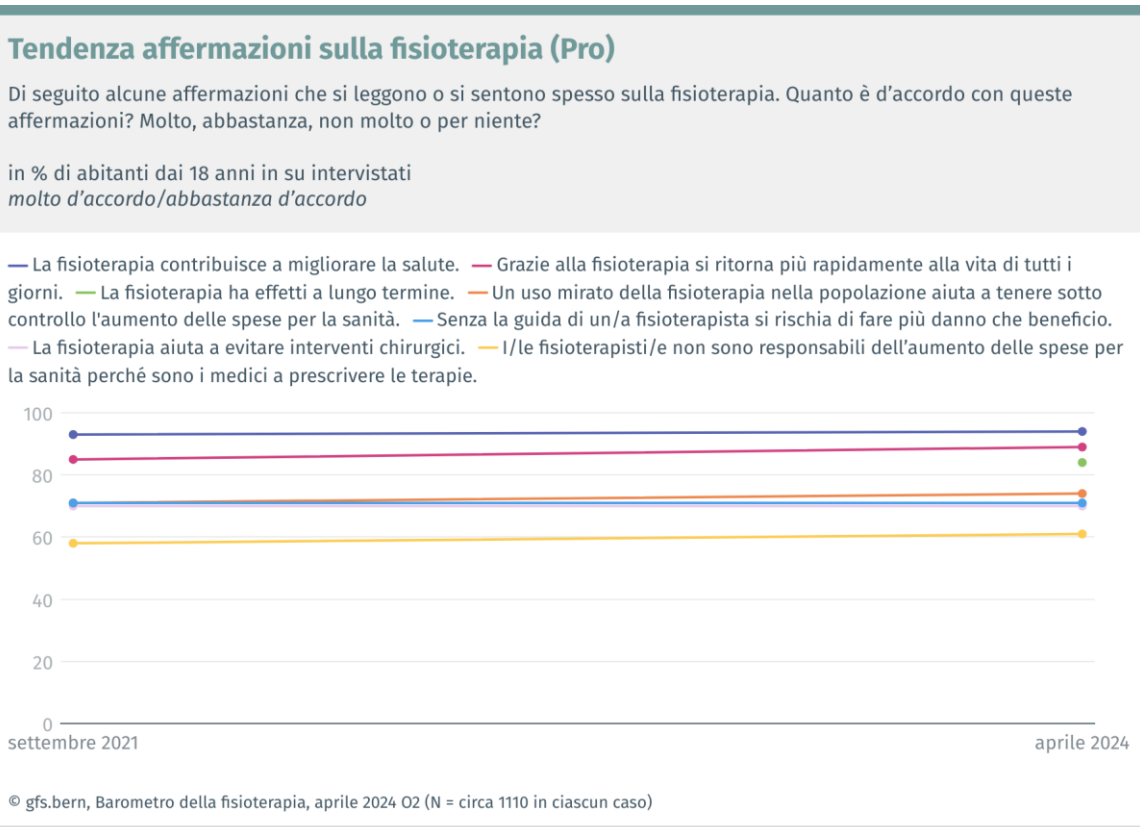 Tendenza affermazioni sulla fisioterapia (Pro)
Di seguito alcune affermazioni che si leggono o si sentono spesso sulla fisioterapia. Quanto è d’accordo con queste
affermazioni? Molto, abbastanza, non molto o per niente?
in % di abitanti dai 18 anni in su intervistati
molto d’accordo/abbastanza d’accordo
La fisioterapia contribuisce a migliorare la salute. Grazie alla fisioterapia si ritorna più rapidamente alla vita di tutti i
giorni. La fisioterapia ha effetti a lungo termine. Un uso mirato della fisioterapia nella popolazione aiuta a tenere sotto
controllo l'aumento delle spese per la sanità. Senza la guida di un/a fisioterapista si rischia di fare più danno che beneficio.
La fisioterapia aiuta a evitare interventi chirurgici. I/le fisioterapisti/e non sono responsabili dell’aumento delle spese per
la sanità perché sono i medici a prescrivere le terapie.
100
80
60
40
20
0
settembre 2021 aprile 2024
© gfs.bern, Barometro della fisioterapia, aprile 2024 O2 (N = circa 1110 in ciascun caso)